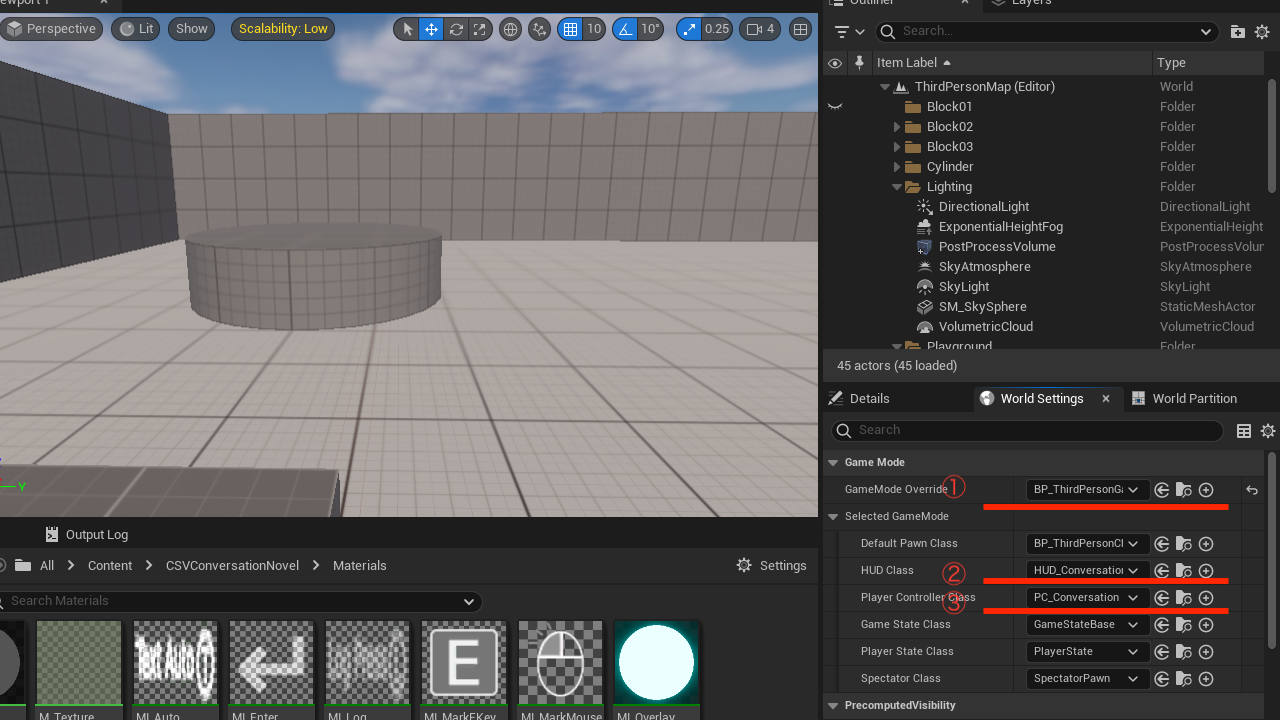 Perspective
Lit
Show
Scalability: Low
10
10°
0.25
4
Layers
Search...
Item Label
Type
ThirdPersonMap (Editor)
World
Block01
Folder
Block02
Folder
Block03
Folder
Cylinder
Folder
Lighting
Folder
DirectionalLight
DirectionalLight
ExponentialHeightFog
ExponentialHeight
PostProcessVolume
PostProcessVolur
SkyAtmosphere
SkyAtmosphere
SkyLight
SkyLight
SM_SkySphere
StaticMeshActor
VolumetricCloud
VolumetricCloud
Playground
Folder
45 actors (45 loaded)
Details
World Settings
World Partition
Search
Game Mode
GameMode Override
①
BP_ThirdPersonGa
Selected GameMode
Default Pawn Class
BP_ThirdPersonCl
HUD Class
②
HUD_Conversation
Player Controller Class
③
PC_Conversation
Game State Class
GameStateBase
Player State Class
PlayerState
Spectator Class
SpectatorPawn
PrecomputedVisibility
Y
Output Log
All
Content
CSVConversationNovel
Materials
Settings
Search Materials
Text Auto
E
M_Texture
MI_Auto
MI_Enter
MI_Log
MI_MarkEKey
MI_MarkMouse
MI_Overlay